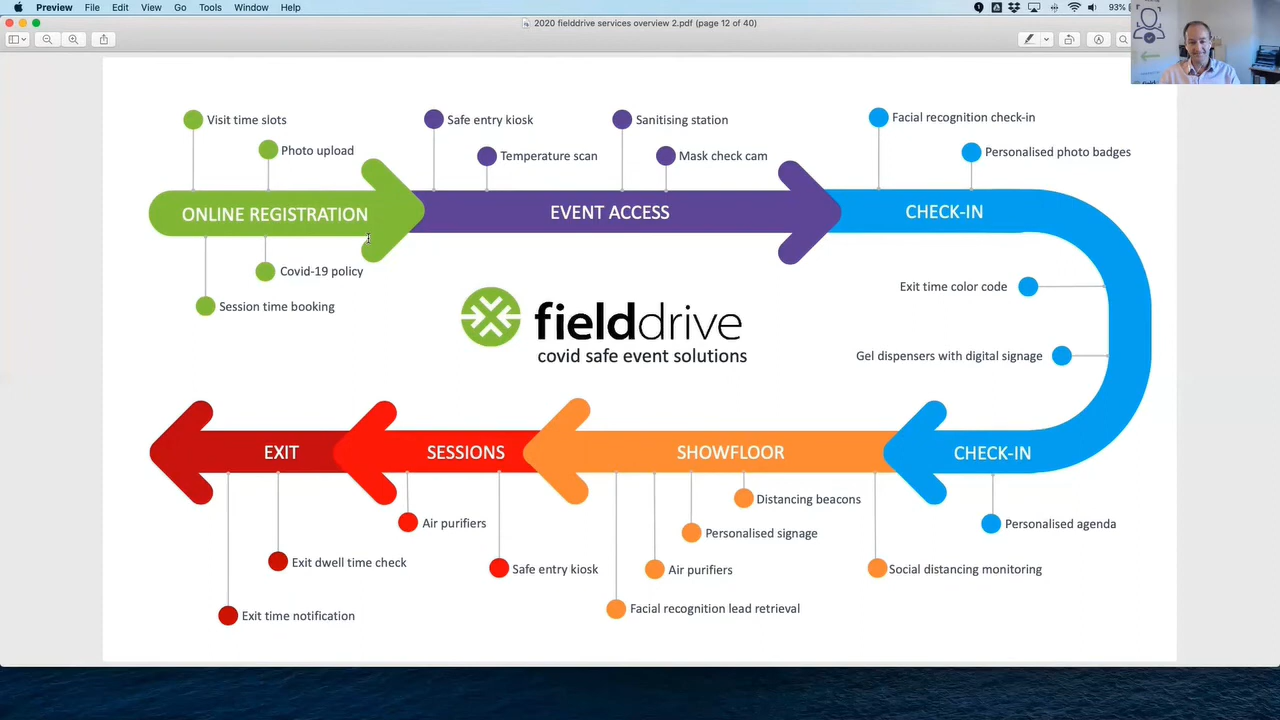 Preview File Edit View Go Tools Window Help 93%
2020 fielddrive services overview 2.pdf (page 12 of 40)
Visit time slots
Photo upload
Safe entry kiosk
Temperature scan
Sanitising station
Mask check cam
Facial recognition check-in
Personalised photo badges
ONLINE REGISTRATION
EVENT ACCESS
CHECK-IN
Covid-19 policy
Session time booking
Exit time color code
Gel dispensers with digital signage
fielddrive
covid safe event solutions
EXIT
SESSIONS
SHOWFLOOR
CHECK-IN
Distancing beacons
Air purifiers
Personalised signage
Personalised agenda
Exit dwell time check
Safe entry kiosk
Air purifiers
Social distancing monitoring
Facial recognition lead retrieval
Exit time notification